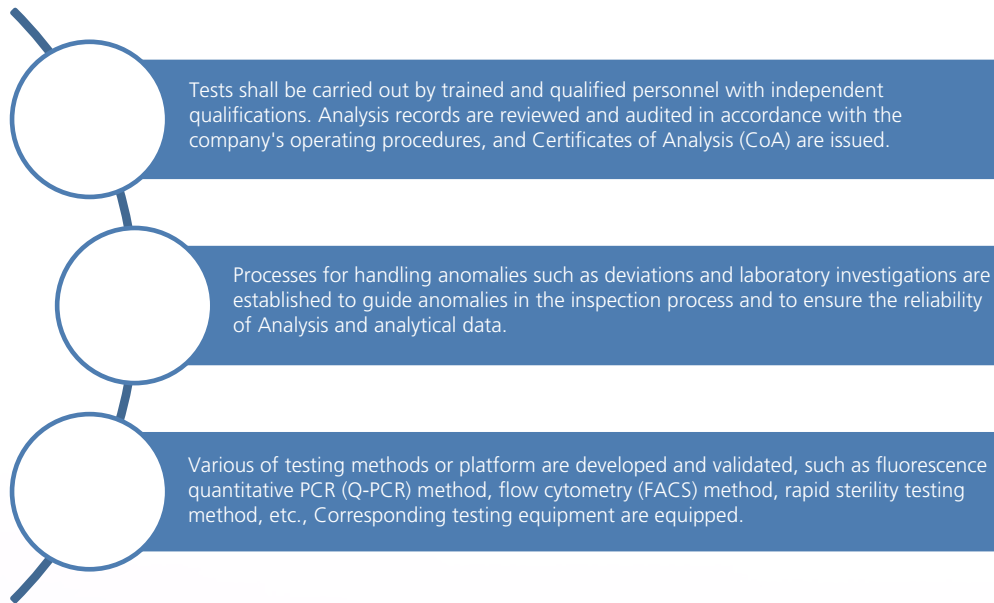 Tests shall be carried out by trained and qualified personnel with independent
qualifications. Analysis records are reviewed and audited in accordance with the
company's operating procedures, and Certificates of Analysis (CoA) are issued.
Processes for handling anomalies such as deviations and laboratory investigations are
established to guide anomalies in the inspection process and to ensure the reliability
of Analysis and analytical data.
Various of testing methods or platform are developed and validated, such as fluorescence
quantitative PCR (Q-PCR) method, flow cytometry (FACS) method, rapid sterility testing
method, etc., Corresponding testing equipment are equipped.